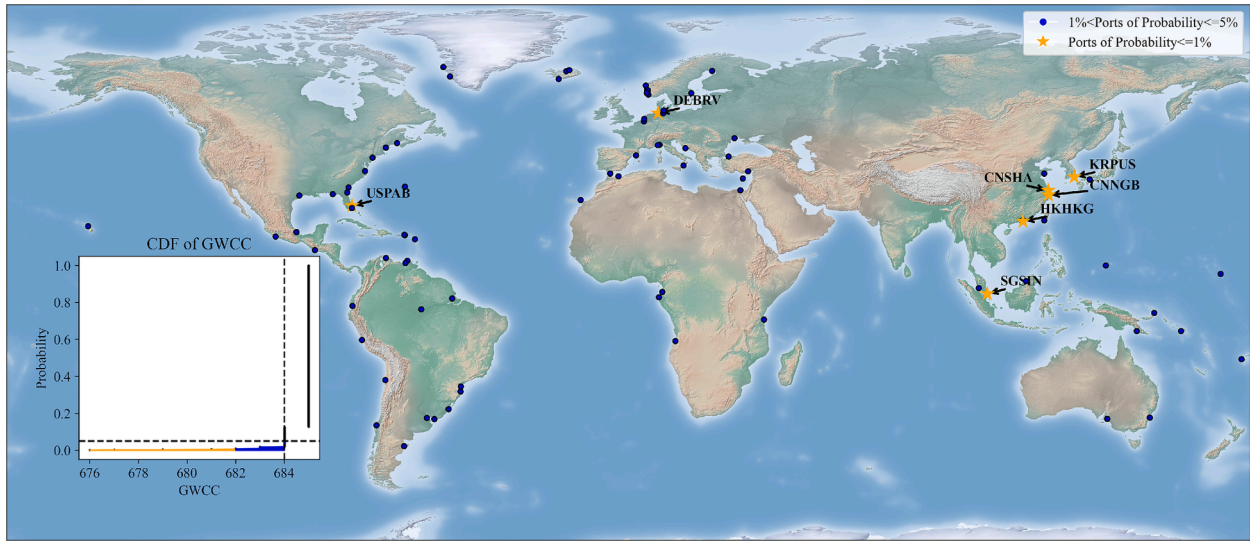 1%<Ports of Probability<=5%
Ports of Probability<=1%
DEBRV
KRPUS
CNSHA
CNNGB
USPAB
HKHKG
SGSIN
CDF of GWCC
1.0
0.8
0.6
0.4
0.2
0.0
Probability
676 678 680 682 684
GWCC